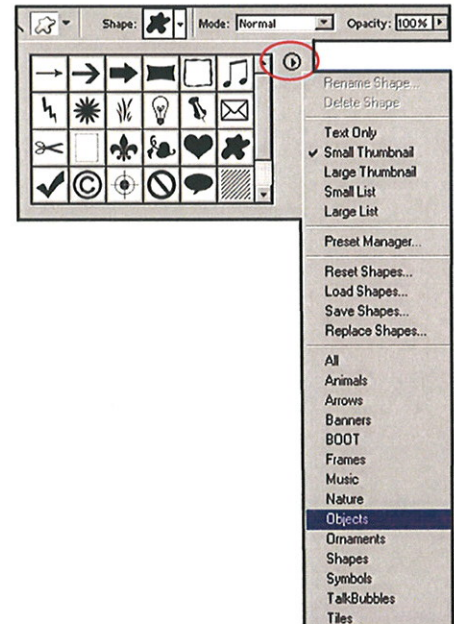 Shape: Mode: Normal Opacity: 100%
Rename Shape...
Delete Shape
Text Only
Small Thumbnail
Large Thumbnail
Small List
Large List
Preset Manager...
Reset Shapes...
Load Shapes...
Save Shapes...
Replace Shapes...
All
Animals
Arrows
Banners
BOOT
Frames
Music
Nature
Objects
Ornaments
Shapes
Symbols
TalkBubbles
Tiles